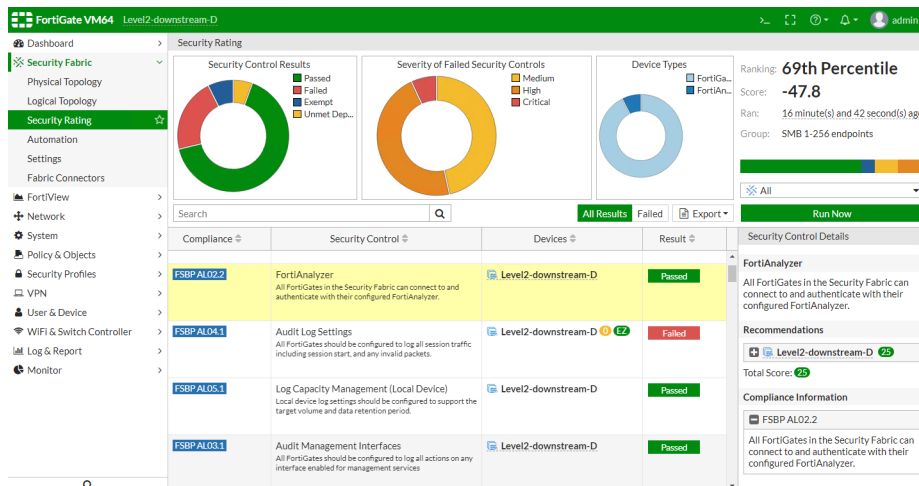 FortiGate VM64 Level2-downstream-D
admin
Dashboard
Security Fabric
Physical Topology
Logical Topology
Security Rating
Automation
Settings
Fabric Connectors
FortiView
Network
System
Policy & Objects
Security Profiles
VPN
User & Device
WiFi & Switch Controller
Log & Report
Monitor
Security Rating
Security Control Results
Passed
Failed
Exempt
Unmet Dep...
Severity of Failed Security Controls
Medium
High
Critical
Device Types
FortiGa...
FortiAn...
Ranking: 69th Percentile
Score: -47.8
Ran: 16 minute(s) and 42 second(s) ago
Group: SMB 1-256 endpoints
All
Run Now
Search
All Results Failed Export
Compliance Security Control Devices Result
FSBP AL02.2 FortiAnalyzer Level2-downstream-D Passed
All FortiGates in the Security Fabric can connect to and
authenticate with their configured FortiAnalyzer.
FSBP AL04.1 Audit Log Settings Level2-downstream-D 0 EZ Failed
All FortiGates should be configured to log all session traffic
including session start, and any invalid packets.
FSBP AL05.1 Log Capacity Management (Local Device) Level2-downstream-D Passed
Local device log settings should be configured to support the
target volume and data retention period.
FSBP AL03.1 Audit Management Interfaces Level2-downstream-D Passed
All FortiGates should be configured to log all actions on any
interface enabled for management services
Security Control Details
FortiAnalyzer
All FortiGates in the Security Fabric can
connect to and authenticate with their
configured FortiAnalyzer.
Recommendations
Level2-downstream-D 25
Total Score: 25
Compliance Information
FSBP AL02.2
All FortiGates in the Security Fabric can
connect to and authenticate with their
configured FortiAnalyzer.